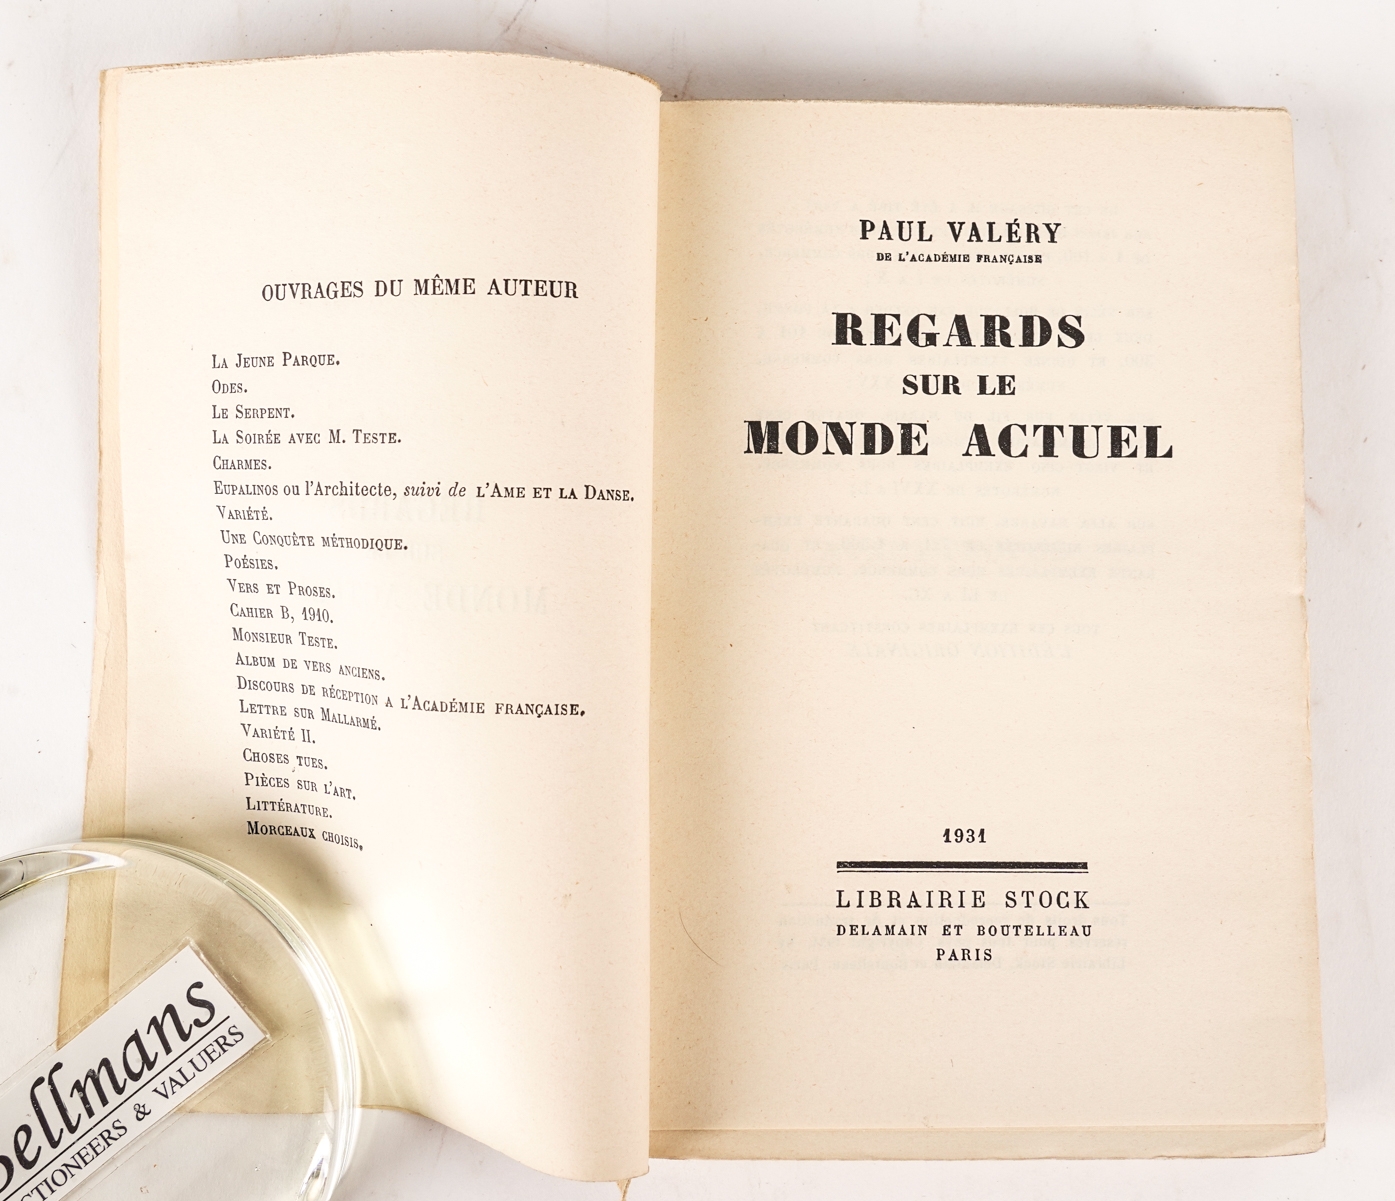 OUVRAGES DU MÊME AUTEUR
LA JEUNE PARQUE.
ODES.
LE SERPENT.
LA SOIRÉE AVEC M. TESTE.
CHARMES.
EUPALINOS ou l'Architecte, suivi de L'AME ET LA DANSE.
VARIÉTÉ.
UNE CONQUÊTE MÉTHODIQUE.
POÉSIES.
VERS ET PROSES.
CAHIER B, 1910.
MONSIEUR TESTE.
ALBUM DE VERS ANCIENS.
DISCOURS DE RÉCEPTION A L'ACADÉMIE FRANÇAISE.
LETTRE SUR MALLARMÉ.
VARIÉTÉ II.
CHOSES TUES.
PIÈCES SUR L'ART.
LITTÉRATURE.
MORCEAUX CHOISIS.
PAUL VALÉRY
DE L'ACADÉMIE FRANÇAISE
REGARDS
SUR LE
MONDE ACTUEL
1931
LIBRAIRIE STOCK
DELAMAIN ET BOUTELLEAU
PARIS
Bellmans
CTIONEERS & VALUERS